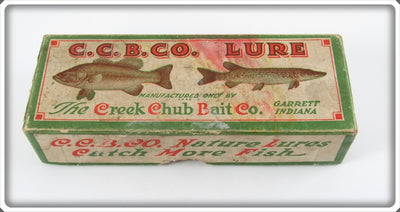 C.C.B.CO. LURE
MANUFACTURED ONLY BY
The Creek Chub Bait Co. GARRETT INDIANA
C.C.B.CO. Nature Lures
Catch More Fish